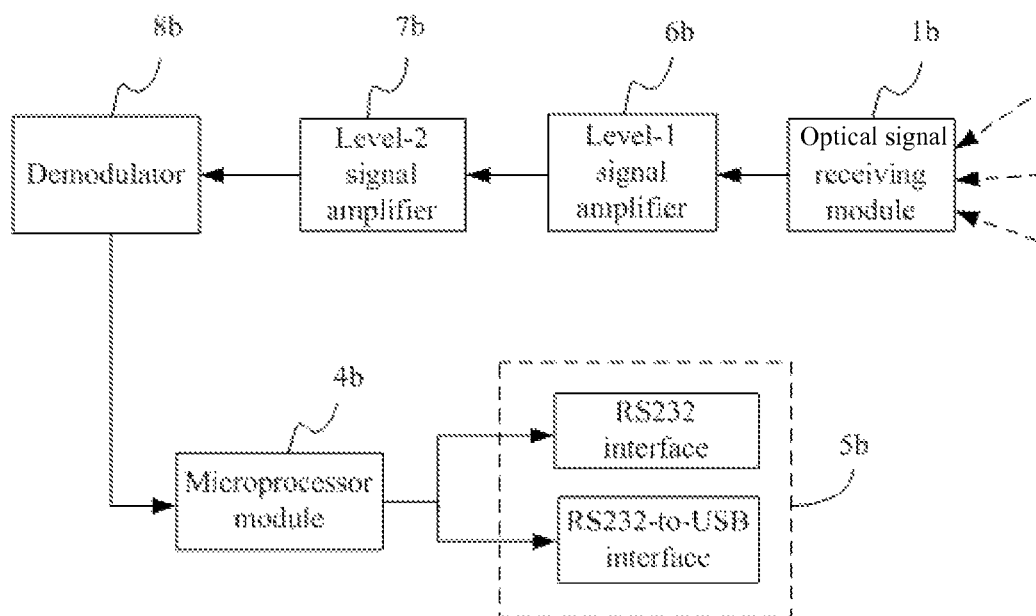 8b
7b
6b
1b
Demodulator
Level-2
signal
amplifier
Level-1
signal
amplifier
Optical signal
receiving
module
4b
Microprocessor
module
RS232
interface
RS232-to-USB
interface
5b